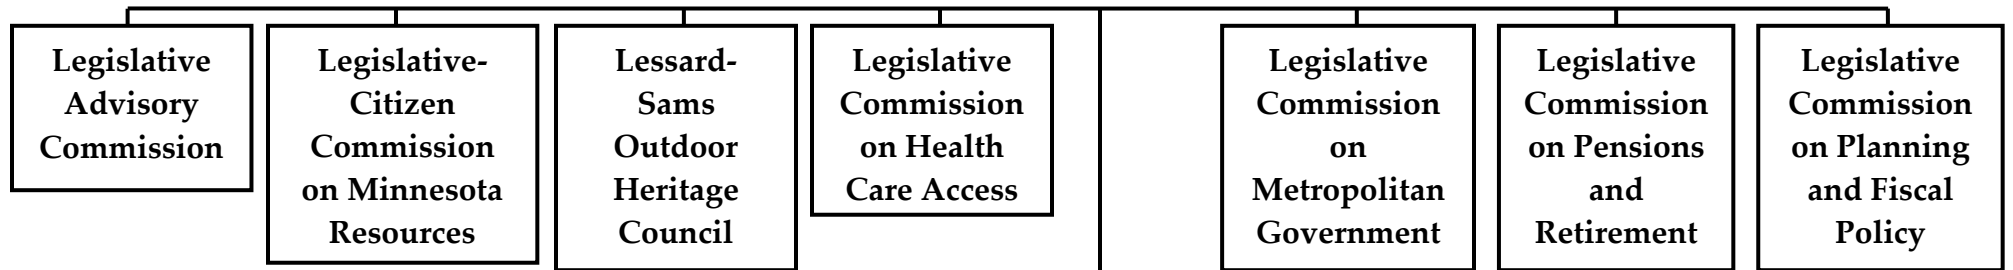 Legislative
Advisory
Commission
Legislative-
Citizen
Commission
on Minnesota
Resources
Lessard-
Sams
Outdoor
Heritage
Council
Legislative
Commission
on Health
Care Access
Legislative
Commission
on
Metropolitan
Government
Legislative
Commission
on Pensions
and
Retirement
Legislative
Commission
on Planning
and Fiscal
Policy